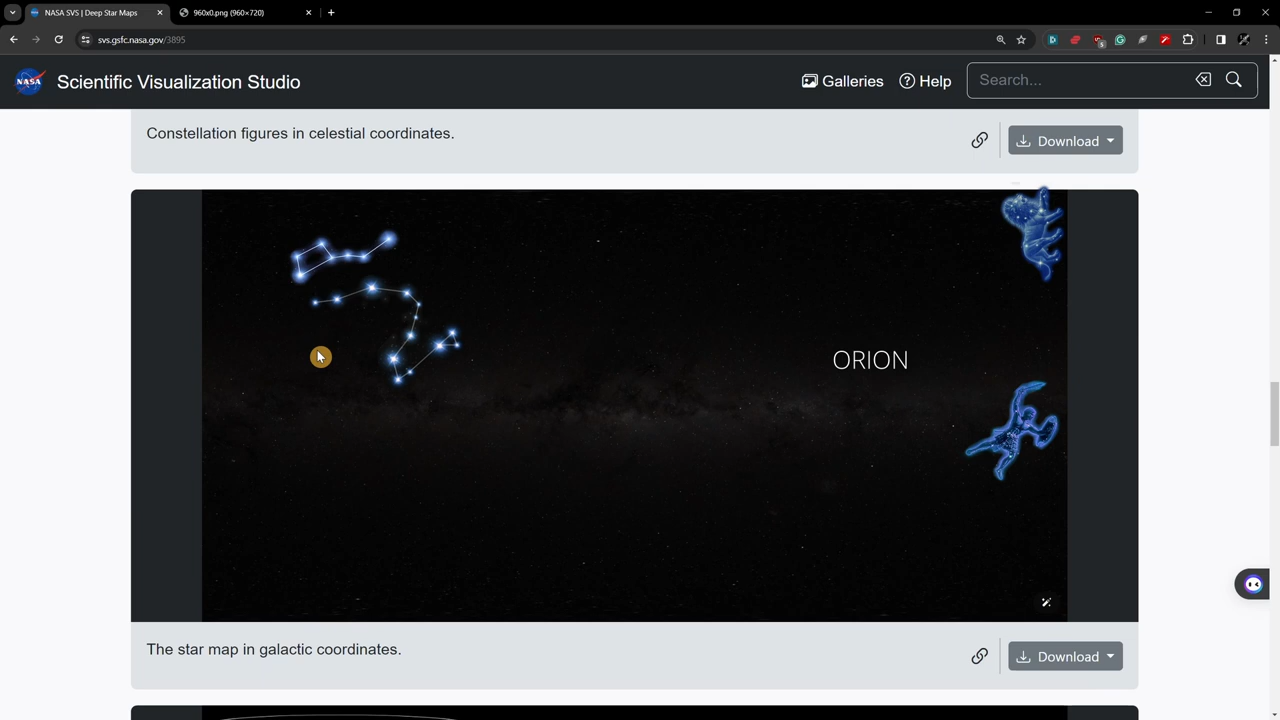 NASA SVS | Deep Star Maps
960x0.png (960×720)
svs.gsfc.nasa.gov/3895
NASA
Scientific Visualization Studio
Galleries
Help
Search...
Constellation figures in celestial coordinates.
Download
ORION
The star map in galactic coordinates.
Download